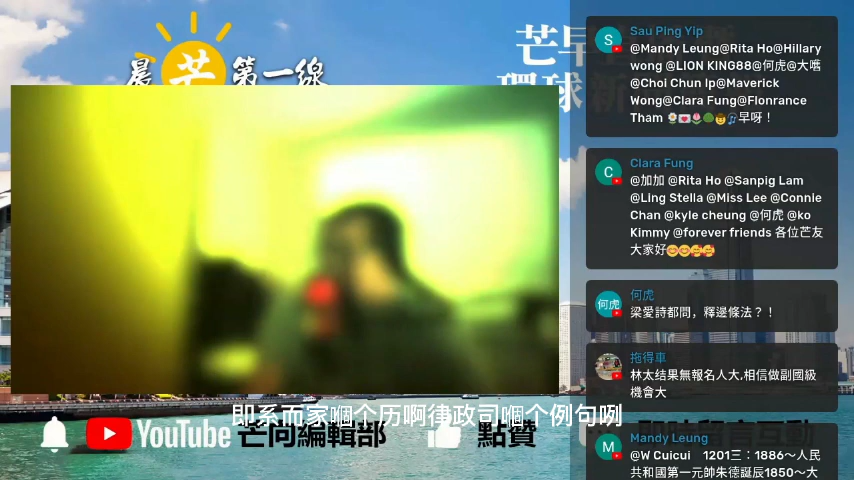 晨芒第一線
芒早
環球新
Sau Ping Yip
@Mandy Leung@Rita Ho@Hillary
wong @LION KING88@何虎@大嚿
@Choi Chun Ip@Maverick
Wong@Clara Fung@Flonrance
Tham 🌼💌🌷🌳🤠🎵早呀！
Clara Fung
@加加 @Rita Ho @Sanpig Lam
@Ling Stella @Miss Lee @Connie
Chan @kyle cheung @何虎 @ko
Kimmy @forever friends 各位芒友
大家好😊😊🥰🥰
何虎
梁愛詩都問，釋邊條法？！
拖得車
林太结果無報名人大,相信做副國級
機會大
Mandy Leung
@W Cuicui　1201三：1886～人民
共和國第一元帥朱德誕辰1850～大
即系而家嗰个历啊律政司嗰个例句咧
YouTube 芒向編輯部 點贊 即時留言互動